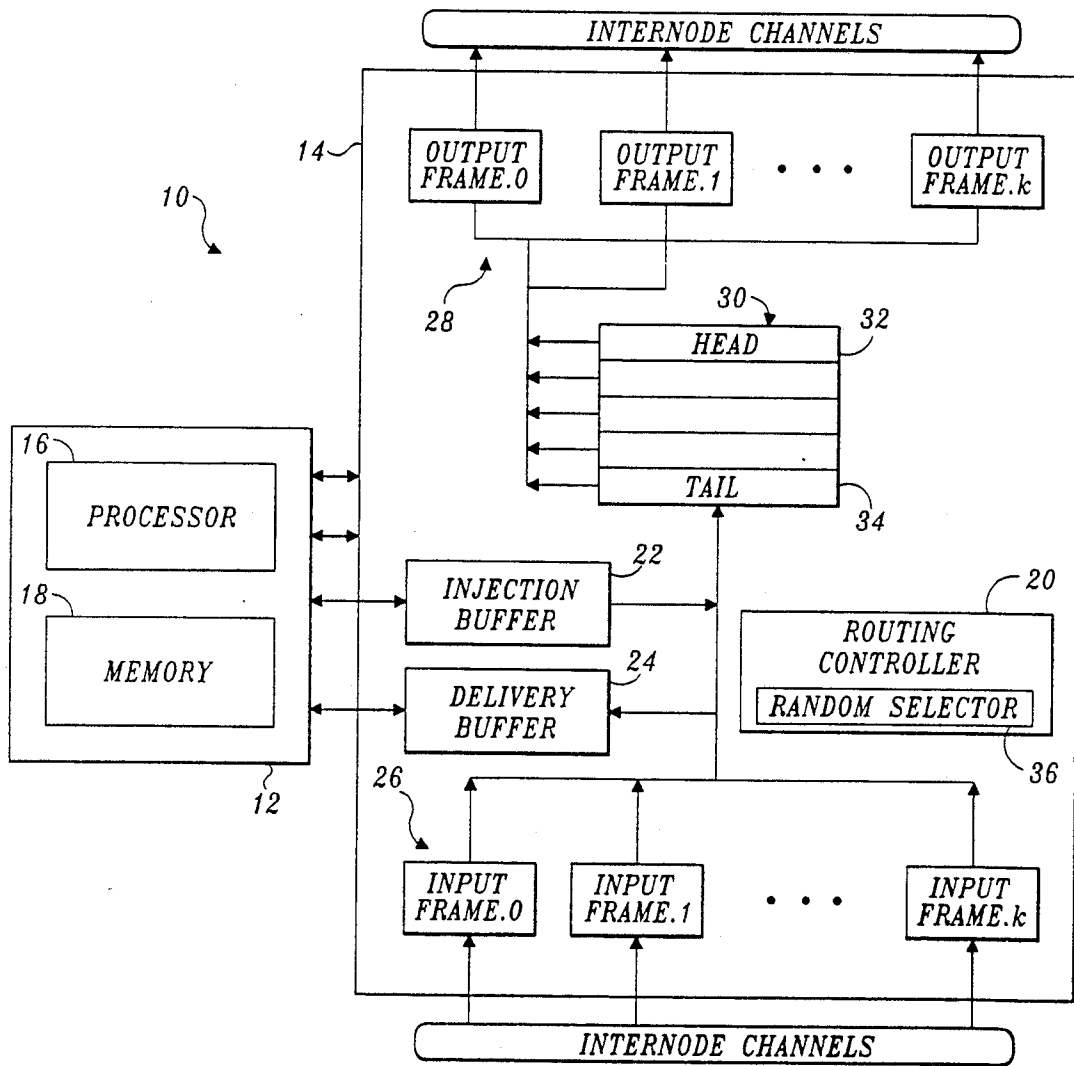 INTERNODE CHANNELS
14
OUTPUT
FRAME.0
OUTPUT
FRAME.1
OUTPUT
FRAME.k
10
28
30
32
HEAD
TAIL
34
16
PROCESSOR
18
MEMORY
12
22
INJECTION
BUFFER
24
DELIVERY
BUFFER
20
ROUTING
CONTROLLER
RANDOM SELECTOR
36
26
INPUT
FRAME.0
INPUT
FRAME.1
INPUT
FRAME.k
INTERNODE CHANNELS